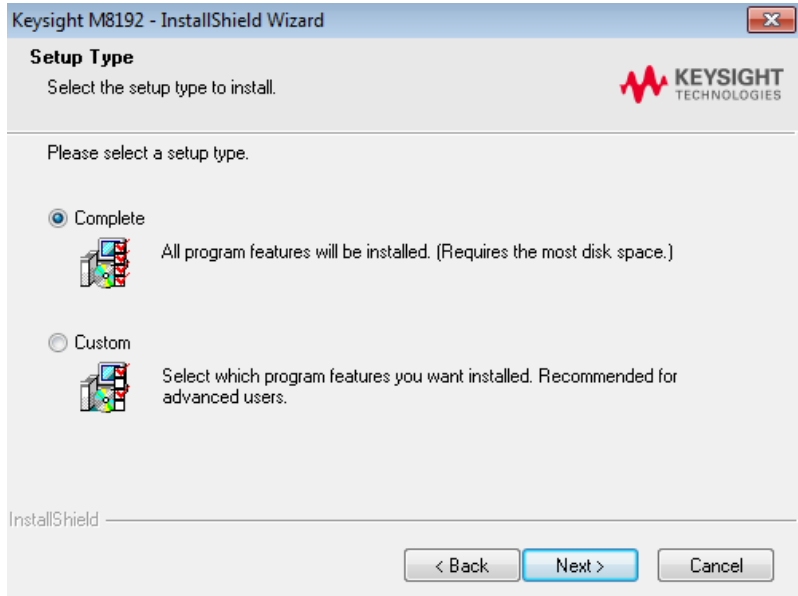 Keysight M8192 - InstallShield Wizard
Setup Type
Select the setup type to install.
KEYSIGHT
TECHNOLOGIES
Please select a setup type.
Complete
All program features will be installed. (Requires the most disk space.)
Custom
Select which program features you want installed. Recommended for
advanced users.
InstallShield
< Back
Next >
Cancel